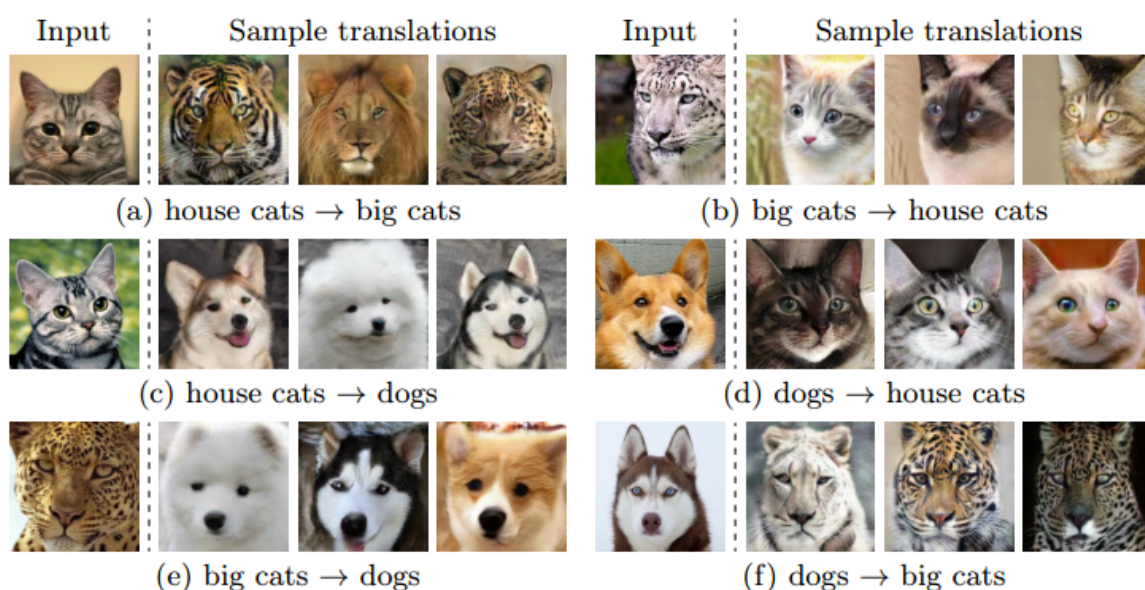 Input Sample translations Input Sample translations
(a) house cats → big cats
(b) big cats → house cats
(c) house cats → dogs
(d) dogs → house cats
(e) big cats → dogs
(f) dogs → big cats